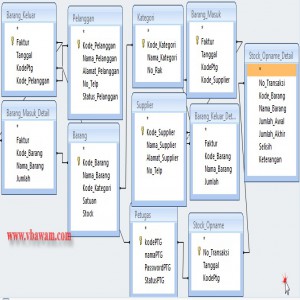 Barang_Keluar
*
Faktur
Tanggal
KodePtg
Kode_Pelanggan
Pelanggan
*
Kode_Pelanggan
Nama_Pelanggan
Alamat_Pelanggan
No_Telp
Status_Pelanggan
Kategori
*
Kode_Kategori
Nama_Kategori
No_Rak
Barang_Masuk
*
Faktur
Tanggal
KodePtg
Kode_Supplier
Stock_Opname_Detail
*
No_Transaksi
Kode_Barang
Nama_Barang
Jumlah_Awal
Jumlah_Akhir
Selisih
Keterangan
Barang_Masuk_Detail
*
Faktur
Kode_Barang
Nama_Barang
Jumlah
Barang
*
Kode_Barang
Nama_Barang
Kode_Kategori
Satuan
Stock
Supplier
*
Kode_Supplier
Nama_Supplier
Alamat_Supplier
No_Telp
Barang_Keluar_Det...
*
Faktur
Kode_Barang
Nama_Barang
Jumlah
Petugas
*
kodePTG
namaPTG
PasswordPTG
StatusPTG
Stock_Opname
*
No_Transaksi
Tanggal
KodePtg
www.vhawam.com